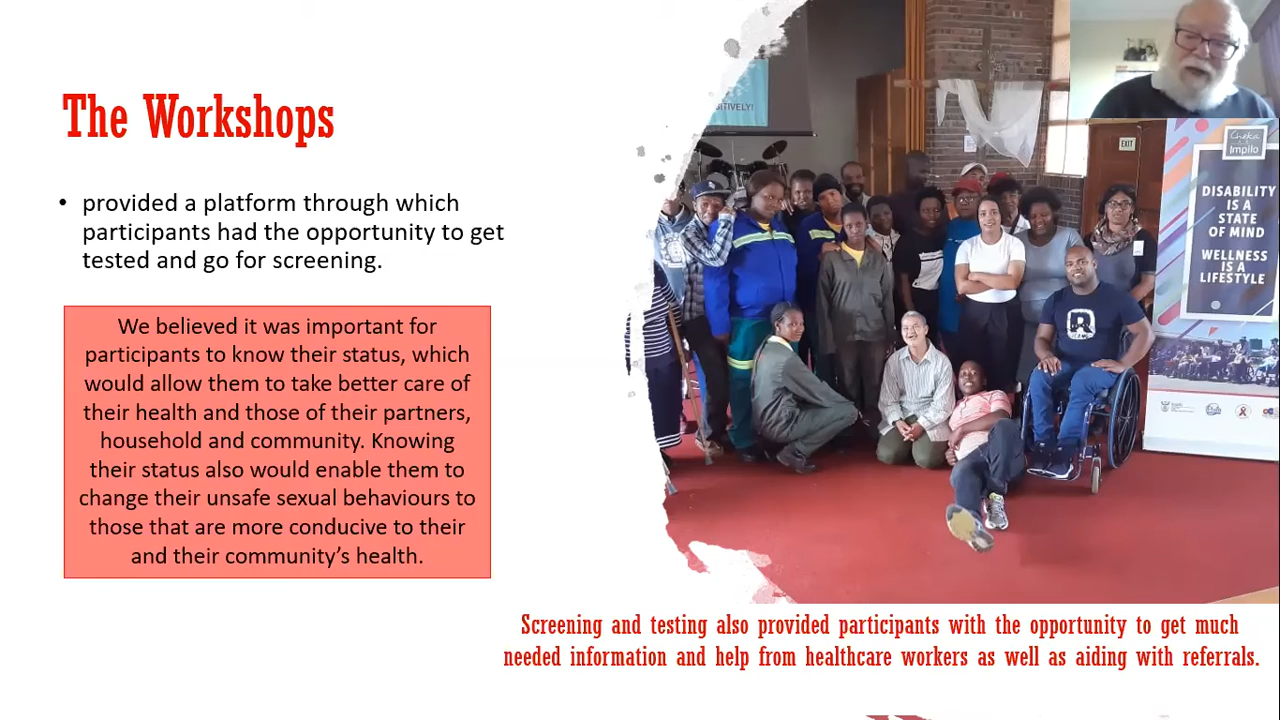 The Workshops
• provided a platform through which
participants had the opportunity to get
tested and go for screening.
We believed it was important for
participants to know their status, which
would allow them to take better care of
their health and those of their partners,
household and community. Knowing
their status also would enable them to
change their unsafe sexual behaviours to
those that are more conducive to their
and their community’s health.
SITIVELY!
EXIT
Cheka
Impilo
DISABILITY
IS A
STATE
OF MIND
WELLNESS
IS A
LIFESTYLE
Screening and testing also provided participants with the opportunity to get much
needed information and help from healthcare workers as well as aiding with referrals.